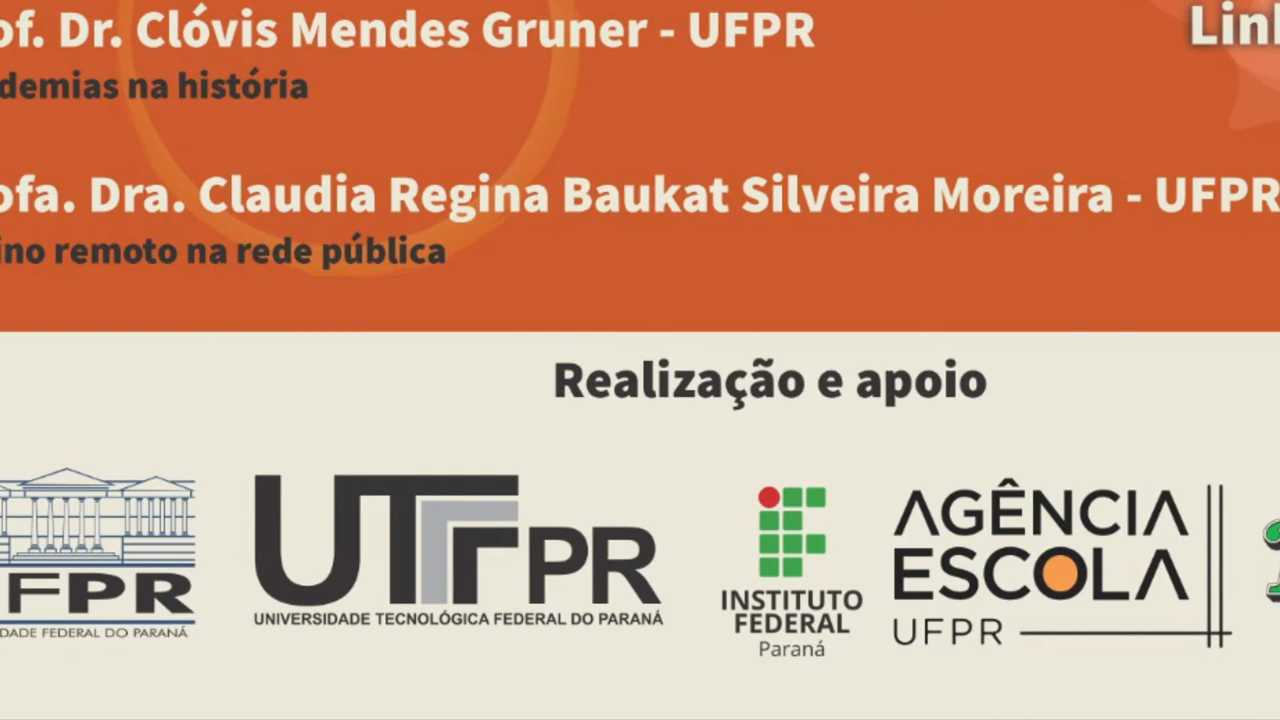 of. Dr. Clóvis Mendes Gruner - UFPR
Link
demias na história
ofa. Dra. Claudia Regina Baukat Silveira Moreira - UFPR
ino remoto na rede pública
Realização e apoio
FPR
DADE FEDERAL DO PARANÁ
UTFPR
UNIVERSIDADE TECNOLÓGICA FEDERAL DO PARANÁ
INSTITUTO
FEDERAL
Paraná
AGÊNCIA
ESCOLA
UFPR